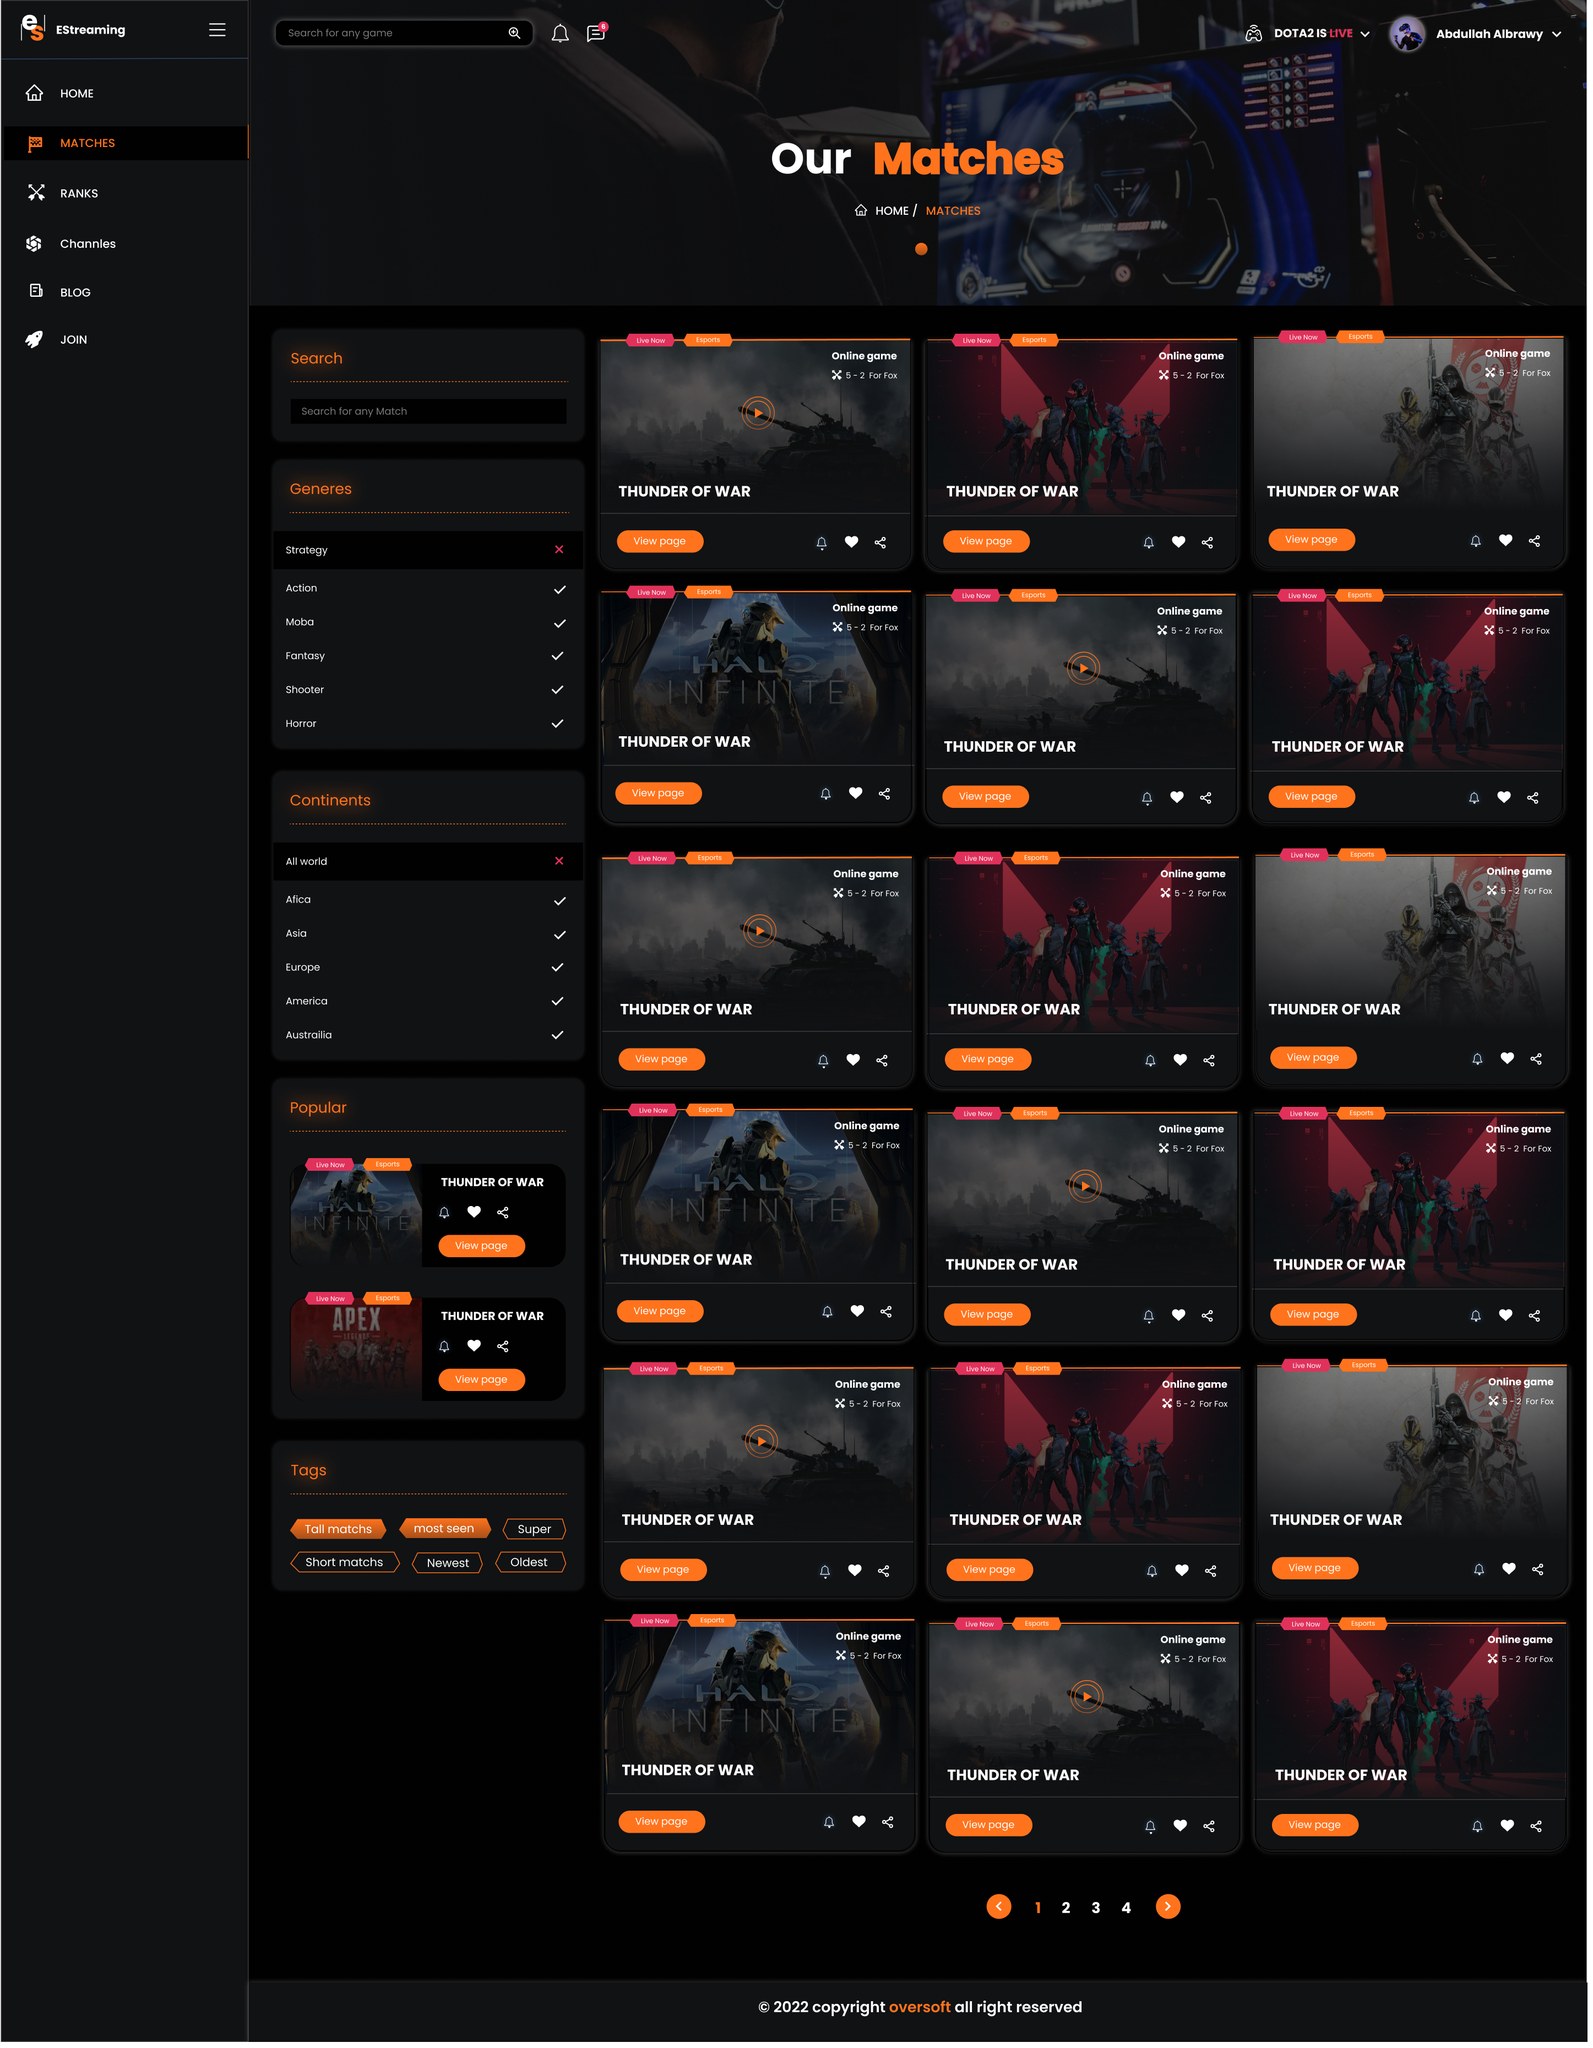 es EStreaming
Search for any game
6
DOTA2 IS LIVE
Abdullah Albrawy
HOME
MATCHES
RANKS
Channles
BLOG
JOIN
Our Matches
HOME / MATCHES
Search
Search for any Match
Generes
Strategy
Action
Moba
Fantasy
Shooter
Horror
Continents
All world
Afica
Asia
Europe
America
Austrailia
Popular
Live Now Esports
HALO
INFINITE
THUNDER OF WAR
View page
Live Now Esports
APEX
LEGENDS
THUNDER OF WAR
View page
Tags
Tall matchs most seen Super
Short matchs Newest Oldest
Live Now Esports
Online game
5 - 2 For Fox
THUNDER OF WAR
View page
Live Now Esports
Online game
5 - 2 For Fox
THUNDER OF WAR
View page
Live Now Esports
Online game
5 - 2 For Fox
THUNDER OF WAR
View page
Live Now Esports
Online game
5 - 2 For Fox
HALO
INFINITE
THUNDER OF WAR
View page
Live Now Esports
Online game
5 - 2 For Fox
THUNDER OF WAR
View page
Live Now Esports
Online game
5 - 2 For Fox
THUNDER OF WAR
View page
Live Now Esports
Online game
5 - 2 For Fox
THUNDER OF WAR
View page
Live Now Esports
Online game
5 - 2 For Fox
THUNDER OF WAR
View page
Live Now Esports
Online game
5 - 2 For Fox
THUNDER OF WAR
View page
Live Now Esports
Online game
5 - 2 For Fox
HALO
INFINITE
THUNDER OF WAR
View page
Live Now Esports
Online game
5 - 2 For Fox
THUNDER OF WAR
View page
Live Now Esports
Online game
5 - 2 For Fox
THUNDER OF WAR
View page
Live Now Esports
Online game
5 - 2 For Fox
THUNDER OF WAR
View page
Live Now Esports
Online game
5 - 2 For Fox
THUNDER OF WAR
View page
Live Now Esports
Online game
5 - 2 For Fox
THUNDER OF WAR
View page
Live Now Esports
Online game
5 - 2 For Fox
HALO
INFINITE
THUNDER OF WAR
View page
Live Now Esports
Online game
5 - 2 For Fox
THUNDER OF WAR
View page
Live Now Esports
Online game
5 - 2 For Fox
THUNDER OF WAR
View page
1 2 3 4
© 2022 copyright oversoft all right reserved